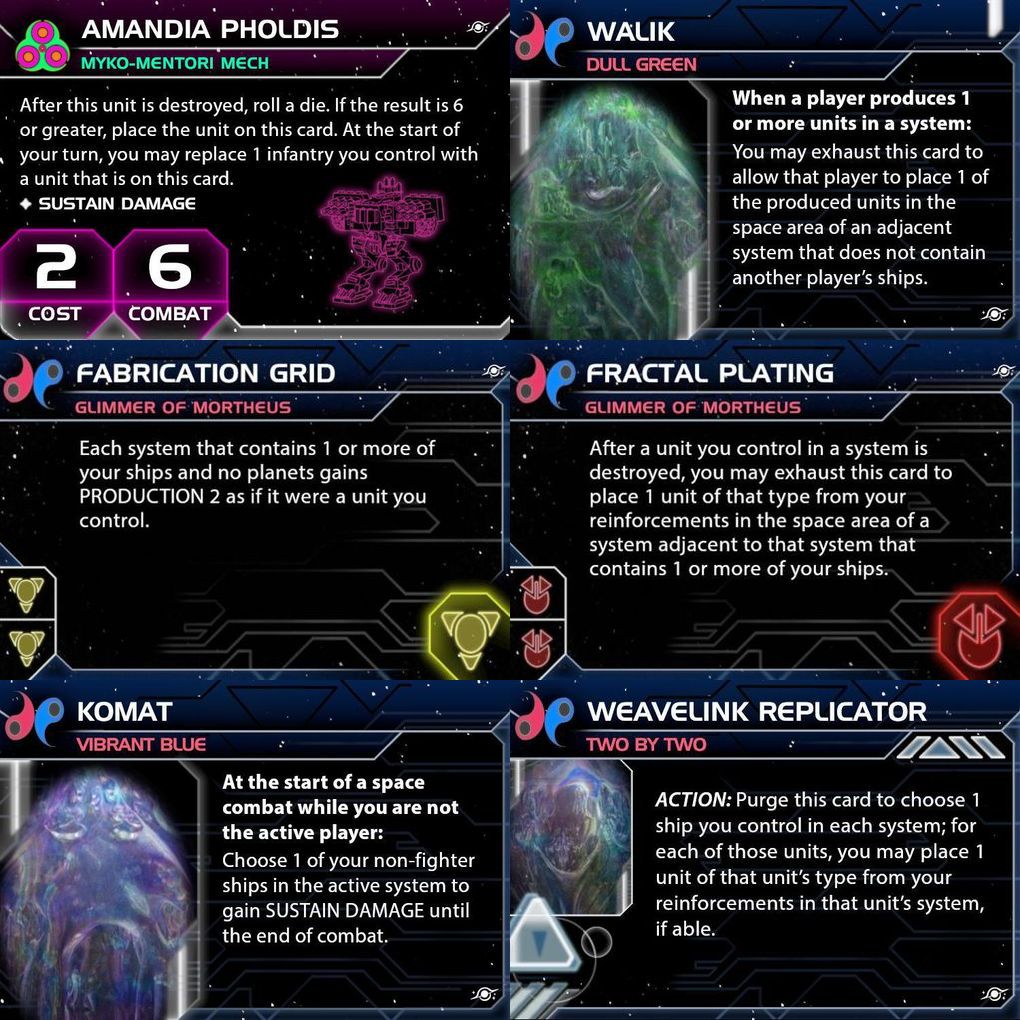 AMANDIA PHOLDIS
MYKO-MENTORI MECH
After this unit is destroyed, roll a die. If the result is 6
or greater, place the unit on this card. At the start of
your turn, you may replace 1 infantry you control with
a unit that is on this card.
SUSTAIN DAMAGE
2
COST
6
COMBAT
WALIK
DULL GREEN
When a player produces 1
or more units in a system:
You may exhaust this card to
allow that player to place 1 of
the produced units in the
space area of an adjacent
system that does not contain
another player's ships.
FABRICATION GRID
GLIMMER OF MORTHEUS
Each system that contains 1 or more of
your ships and no planets gains
PRODUCTION 2 as if it were a unit you
control.
FRACTAL PLATING
GLIMMER OF MORTHEUS
After a unit you control in a system is
destroyed, you may exhaust this card to
place 1 unit of that type from your
reinforcements in the space area of a
system adjacent to that system that
contains 1 or more of your ships.
KOMAT
VIBRANT BLUE
At the start of a space
combat while you are not
the active player:
Choose 1 of your non-fighter
ships in the active system to
gain SUSTAIN DAMAGE until
the end of combat.
WEAVELINK REPLICATOR
TWO BY TWO
ACTION: Purge this card to choose 1
ship you control in each system; for
each of those units, you may place 1
unit of that unit's type from your
reinforcements in that unit's system,
if able.